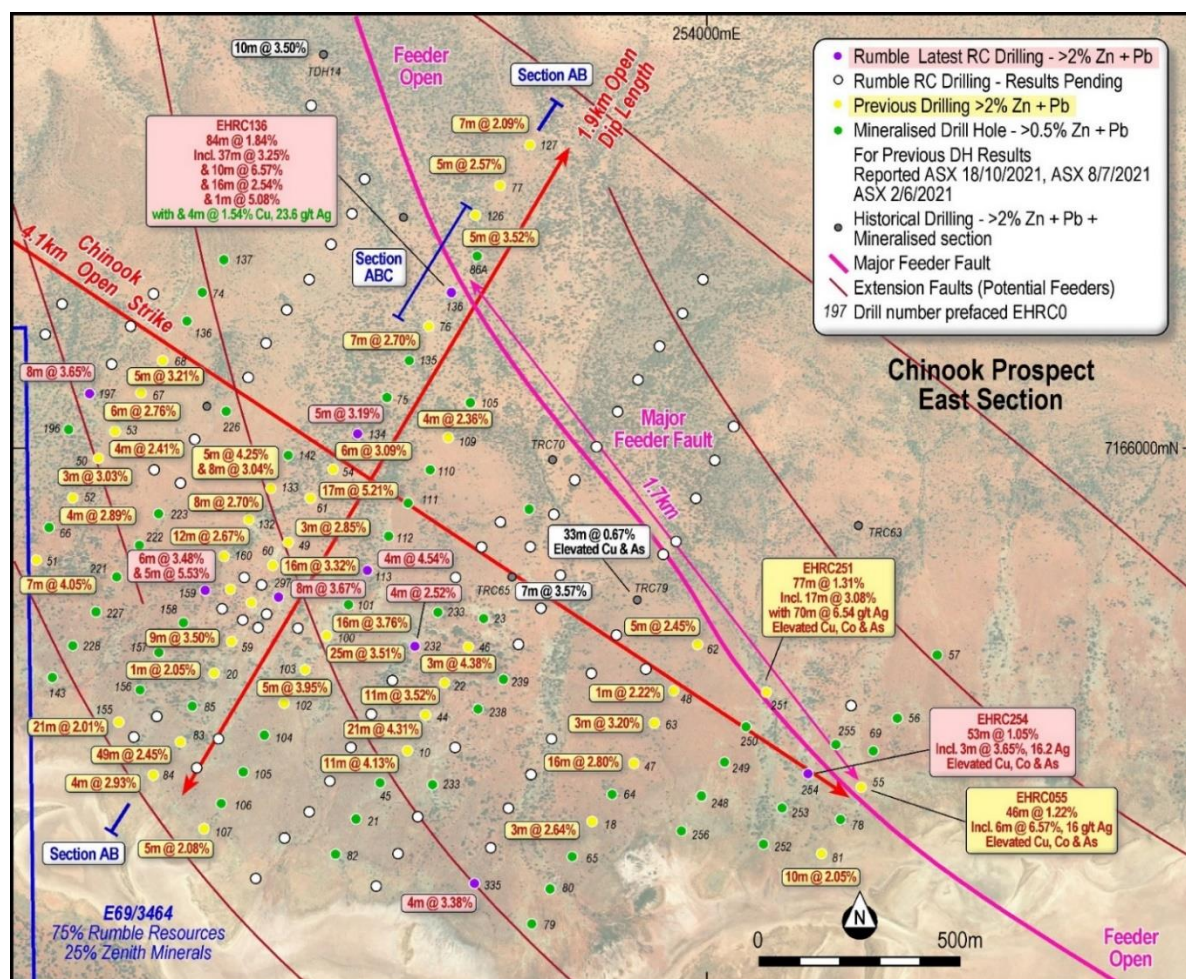 254000mE
10m @ 3.50%
TDH14
Feeder
Open
Section AB
1.9km Open
Dip Length
Rumble Latest RC Drilling - >2% Zn + Pb
Rumble RC Drilling - Results Pending
Previous Drilling >2% Zn + Pb
Mineralised Drill Hole - >0.5% Zn + Pb
For Previous DH Results
Reported ASX 18/10/2021, ASX 8/7/2021
ASX 2/6/2021
Historical Drilling - >2% Zn + Pb +
Mineralised section
Major Feeder Fault
Extension Faults (Potential Feeders)
197 Drill number prefaced EHRC0
EHRC136
84m @ 1.84%
Incl. 37m @ 3.25%
& 10m @ 6.57%
& 16m @ 2.54%
& 1m @ 5.08%
with & 4m @ 1.54% Cu, 23.6 g/t Ag
7m @ 2.09%
127
5m @ 2.57%
77
126
5m @ 3.52%
86A
Section
ABC
136
76
7m @ 2.70%
135
4.1km Open Strike
Chinook
137
74
136
68
5m @ 3.21%
8m @ 3.65%
197
67
6m @ 2.76%
53
4m @ 2.41%
196
226
50
3m @ 3.03%
52
4m @ 2.89%
Chinook Prospect
East Section
7166000mN
75
105
5m @ 3.19%
134
4m @ 2.36%
109
6m @ 3.09%
54
5m @ 4.25%
& 8m @ 3.04%
142
133
110
17m @ 5.21%
61
111
8m @ 2.70%
132
Major
Feeder Fault
TRC70
1.7km
TRC63
66
223
222
12m @ 2.67%
3m @ 2.85%
49
60
112
51
7m @ 4.05%
221
6m @ 3.48%
& 5m @ 5.53%
160
159
16m @ 3.32%
297
8m @ 3.67%
113
4m @ 4.54%
4m @ 2.52%
TRC65
7m @ 3.57%
33m @ 0.67%
Elevated Cu & As
TRC79
EHRC251
77m @ 1.31%
Incl. 17m @ 3.08%
with 70m @ 6.54 g/t Ag
Elevated Cu, Co & As
227
158
101
16m @ 3.76%
233
23
100
9m @ 3.50%
59
228
157
25m @ 3.51%
232
46
3m @ 4.38%
5m @ 2.45%
62
57
1m @ 2.05%
20
103
143
156
5m @ 3.95%
102
11m @ 3.52%
22
239
1m @ 2.22%
48
251
155
85
21m @ 2.01%
21m @ 4.31%
44
238
3m @ 3.20%
63
250
255
56
69
EHRC254
53m @ 1.05%
Incl. 3m @ 3.65%, 16.2 Ag
Elevated Cu, Co & As
83
49m @ 2.45%
104
11m @ 4.13%
10
16m @ 2.80%
47
249
84
4m @ 2.93%
105
45
233
264
55
64
248
253
78
EHRC055
46m @ 1.22%
Incl. 6m @ 6.57%, 16 g/t Ag
Elevated Cu, Co & As
106
107
21
3m @ 2.64%
18
256
252
Section AB
5m @ 2.08%
82
65
81
10m @ 2.05%
335
4m @ 3.38%
80
79
E69/3464
75% Rumble Resources
25% Zenith Minerals
N
0
500m
Feeder
Open